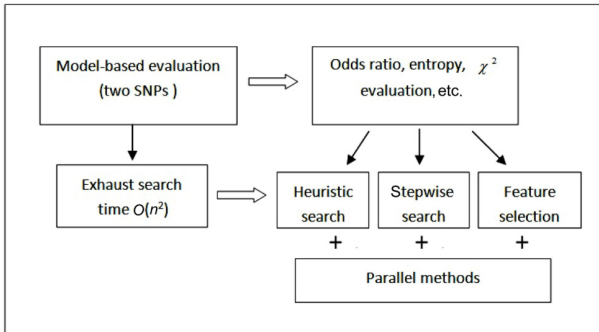 Model-based evaluation
(two SNPs )
Odds ratio, entropy, χ²
evaluation, etc.
Exhaust search
time O(n²)
Heuristic
search
Stepwise
search
Feature
selection
+ + +
Parallel methods